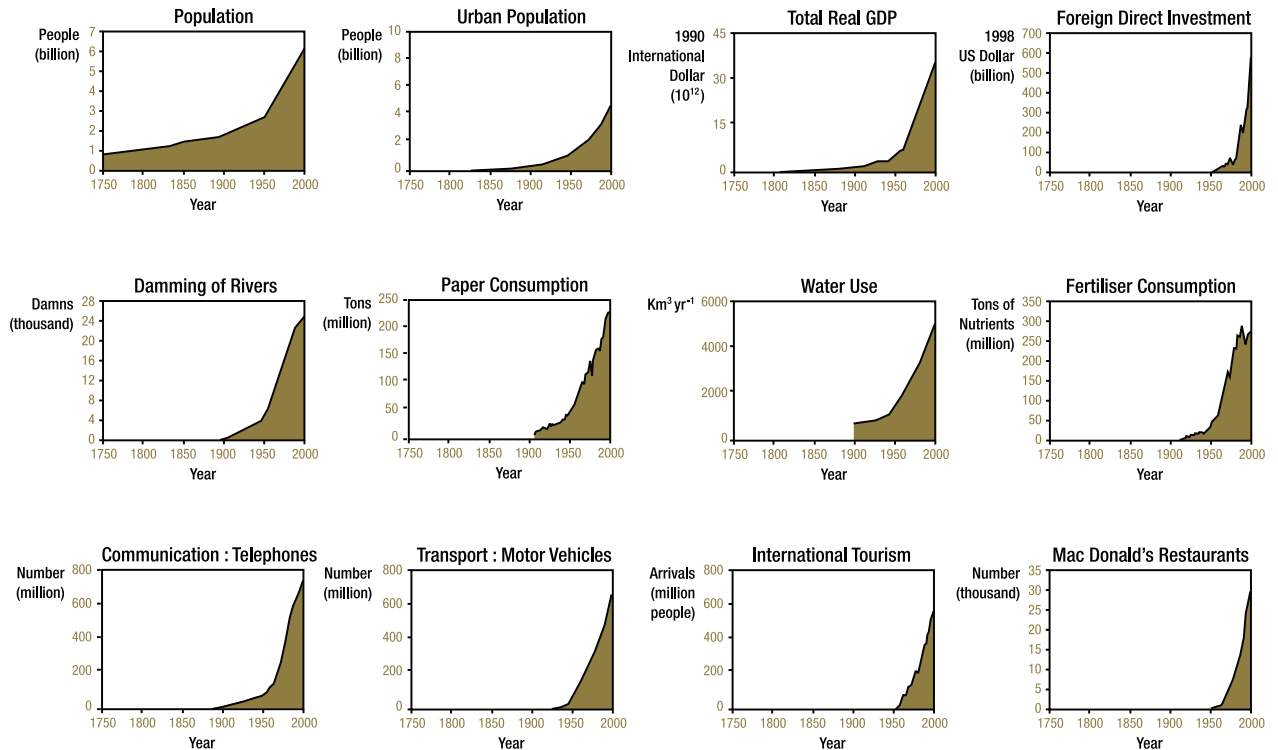 Population
People
(billion)
7
6
5
4
3
2
1
0
1750 1800 1850 1900 1950 2000
Year
Urban Population
People
(billion)
10
8
6
4
2
0
1750 1800 1850 1900 1950 2000
Year
Total Real GDP
1990
International
Dollar
(10¹²)
45
30
15
0
1750 1800 1850 1900 1950 2000
Year
Foreign Direct Investment
1998
US Dollar
(billion)
700
600
500
400
300
200
100
0
1750 1800 1850 1900 1950 2000
Year
Damming of Rivers
Damns
(thousand)
28
24
20
16
12
8
4
0
1750 1800 1850 1900 1950 2000
Year
Paper Consumption
Tons
(million)
250
200
150
100
50
0
1750 1800 1850 1900 1950 2000
Year
Water Use
Km³ yr⁻¹
6000
4000
2000
0
1750 1800 1850 1900 1950 2000
Year
Fertiliser Consumption
Tons of
Nutrients
(million)
350
300
250
200
150
100
50
0
1750 1800 1850 1900 1950 2000
Year
Communication : Telephones
Number
(million)
800
600
400
200
0
1750 1800 1850 1900 1950 2000
Year
Transport : Motor Vehicles
Number
(million)
800
600
400
200
0
1750 1800 1850 1900 1950 2000
Year
International Tourism
Arrivals
(million
people)
800
600
400
200
0
1750 1800 1850 1900 1950 2000
Year
Mac Donald's Restaurants
Number
(thousand)
35
30
25
20
15
10
5
0
1750 1800 1850 1900 1950 2000
Year